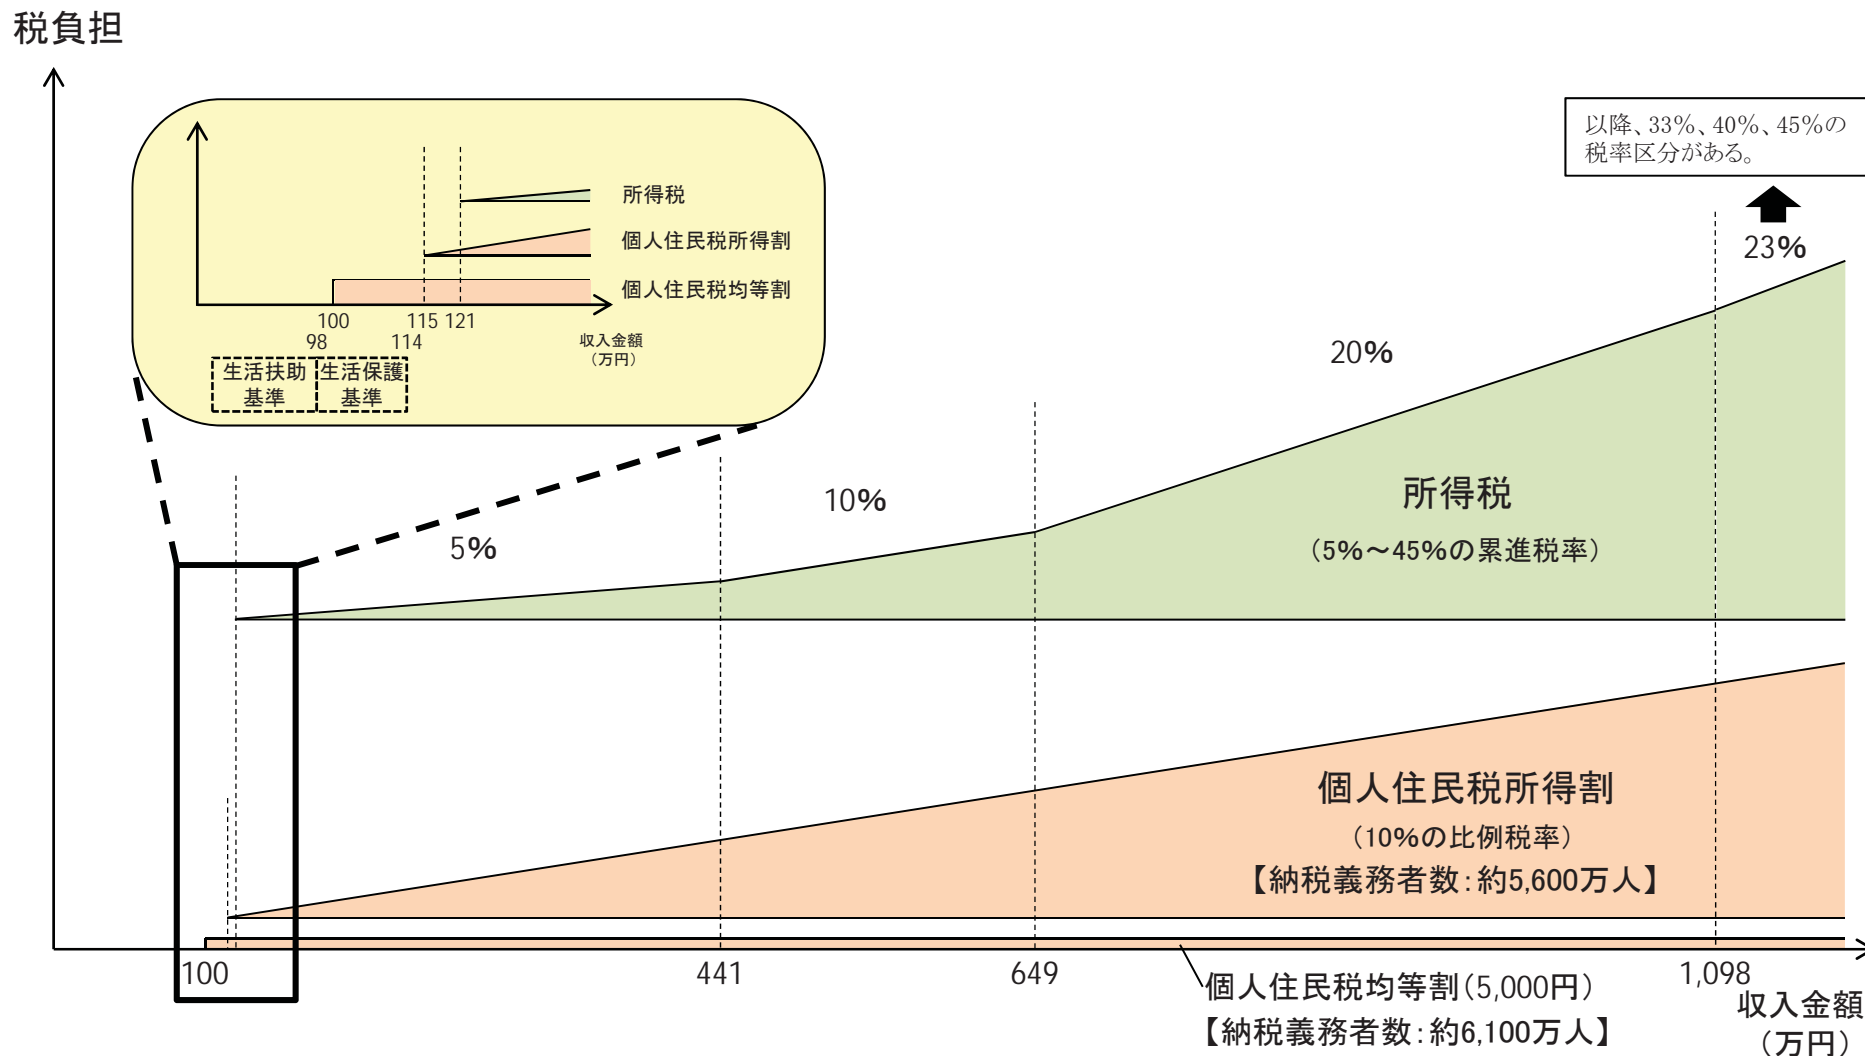 税負担
以降、33%、40%、45%の
税率区分がある。
所得税
個人住民税所得割
個人住民税均等割
100
115 121
98
114
収入金額
（万円）
生活扶助
基準
生活保護
基準
23%
20%
10%
5%
所得税
（5%～45%の累進税率）
個人住民税所得割
（10%の比例税率）
【納税義務者数：約5,600万人】
100
441
649
1,098
個人住民税均等割（5,000円）
【納税義務者数：約6,100万人】
収入金額
（万円）